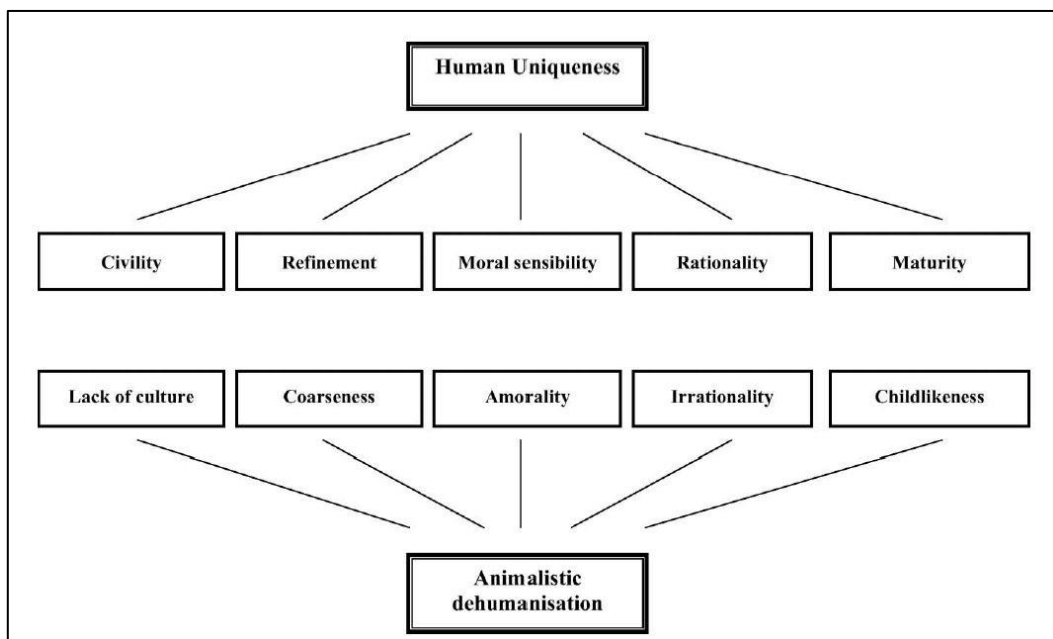 Human Uniqueness
Civility
Refinement
Moral sensibility
Rationality
Maturity
Lack of culture
Coarseness
Amorality
Irrationality
Childlikeness
Animalistic
dehumanisation